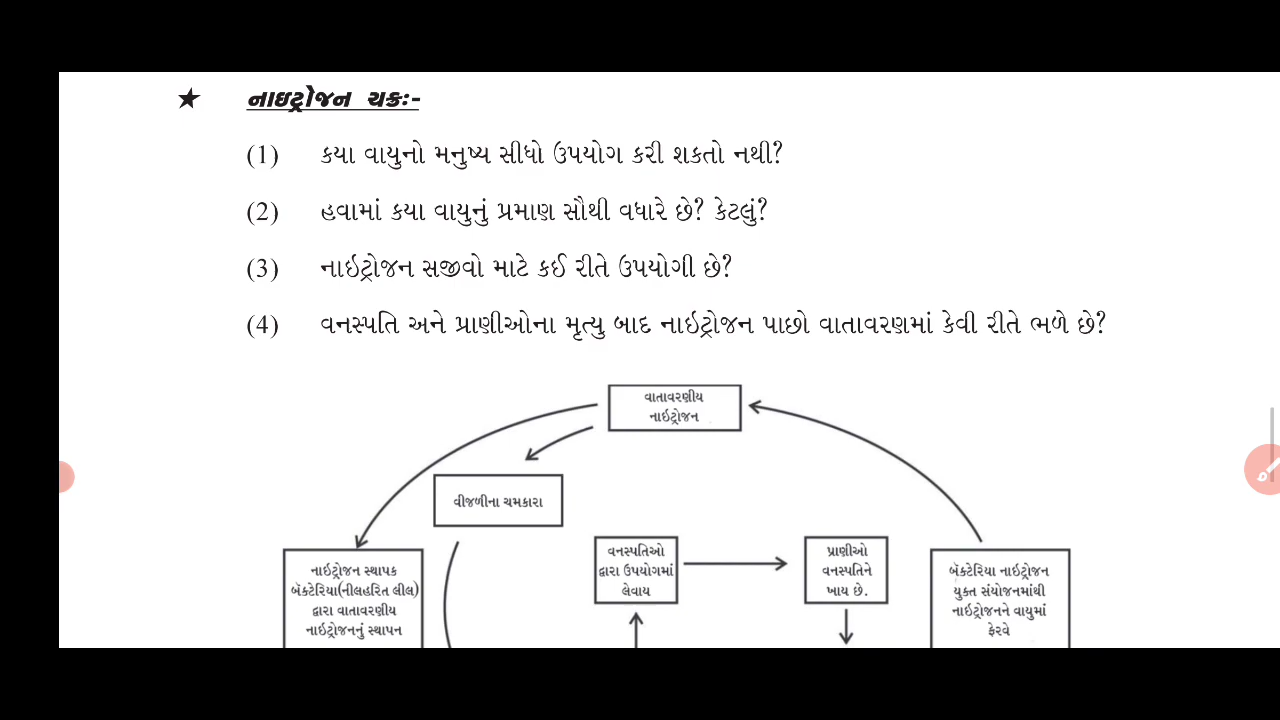 ★ નાઇટ્રોજન ચક્રઃ-
(1) કયા વાયુનો મનુષ્ય સીધો ઉપયોગ કરી શકતો નથી?
(2) હવામાં કયા વાયુનું પ્રમાણ સૌથી વધારે છે? કેટલું?
(3) નાઇટ્રોજન સજીવો માટે કઈ રીતે ઉપયોગી છે?
(4) વનસ્પતિ અને પ્રાણીઓના મૃત્યુ બાદ નાઇટ્રોજન પાછો વાતાવરણમાં કેવી રીતે ભળે છે?
વાતાવરણીય
નાઇટ્રોજન
વીજળીના ચમકારા
નાઇટ્રોજન સ્થાપક
બૅક્ટેરિયા(નીલહરિત લીલ)
દ્વારા વાતાવરણીય
નાઇટ્રોજનનું સ્થાપન
વનસ્પતિઓ
દ્વારા ઉપયોગમાં
લેવાય
પ્રાણીઓ
વનસ્પતિને
ખાય છે.
બૅક્ટેરિયા નાઇટ્રોજન
યુક્ત સંયોજનમાંથી
નાઇટ્રોજનને વાયુમાં
ફેરવે